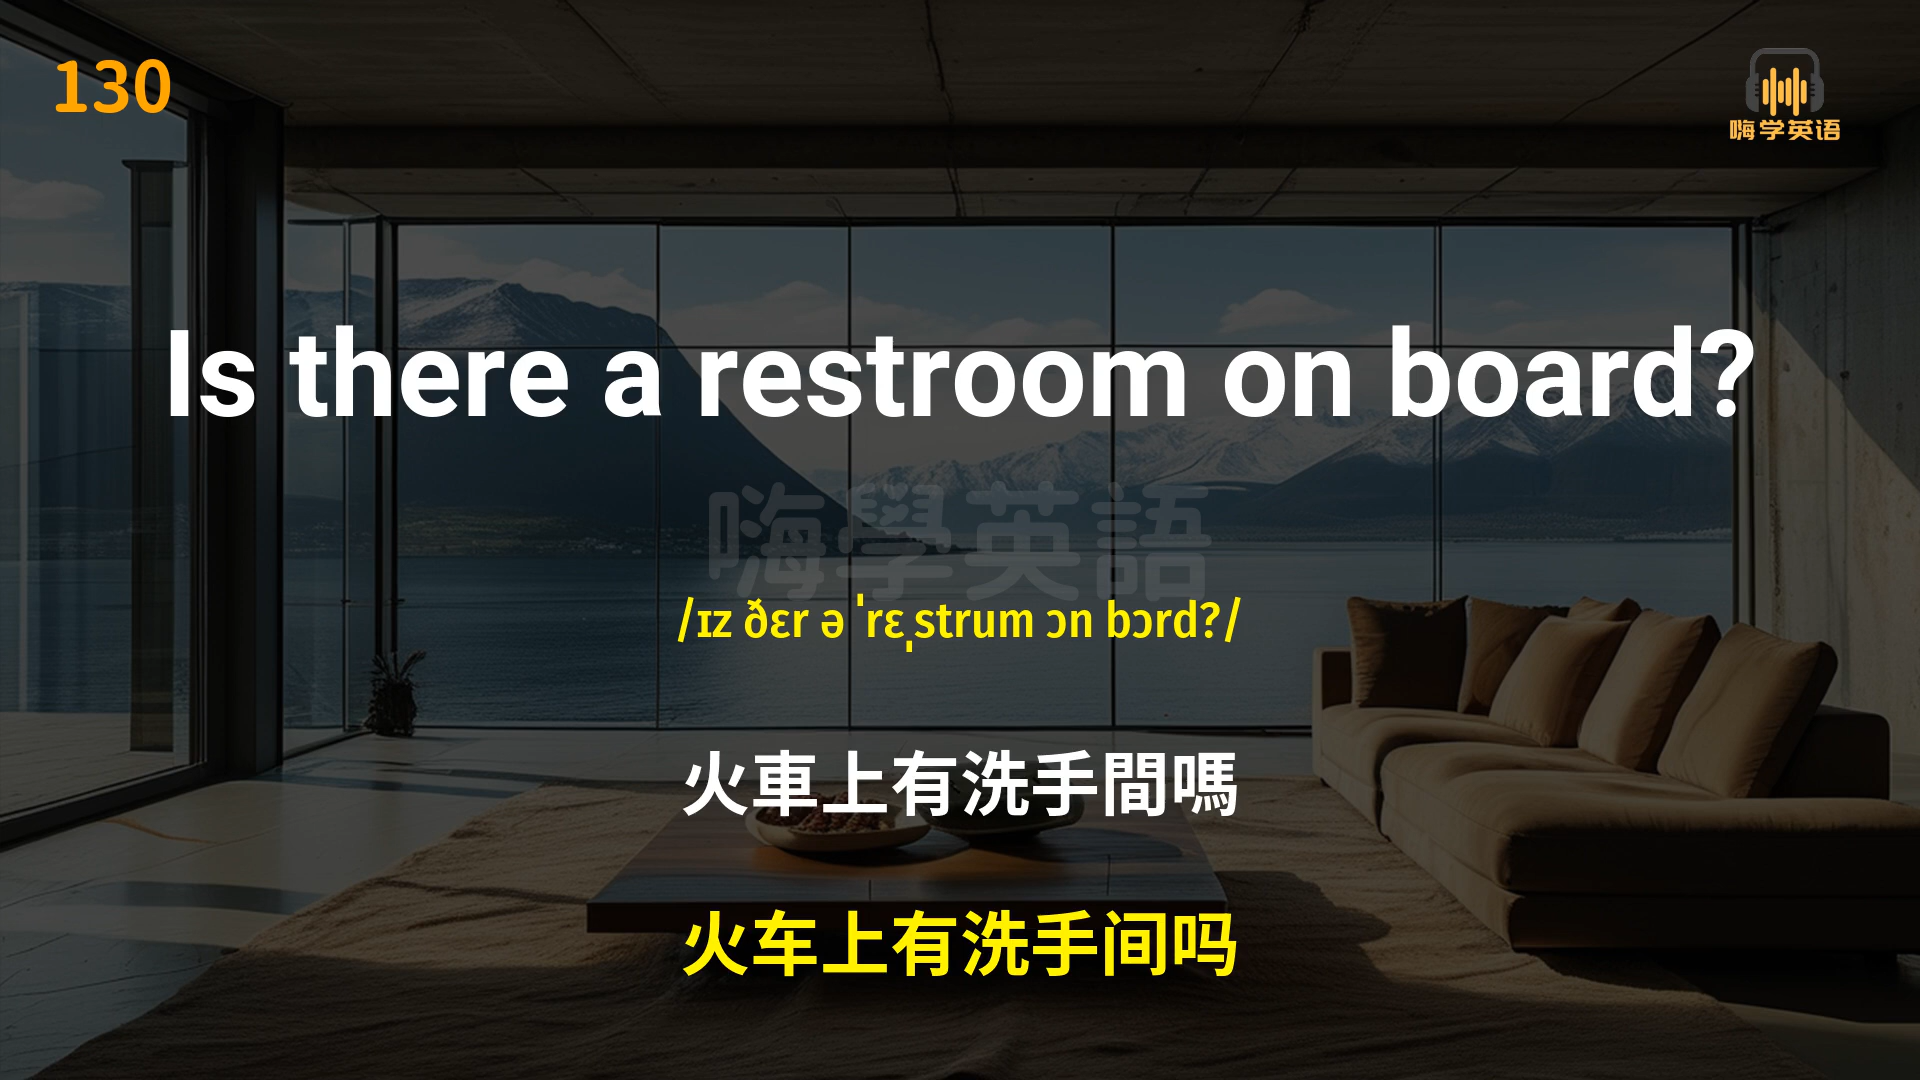 130
嗨学英语
Is there a restroom on board?
嗨學英語
/ɪz ðɛr ə ˈrɛˌstrum ɔn bɔrd?/
火車上有洗手間嗎
火车上有洗手间吗